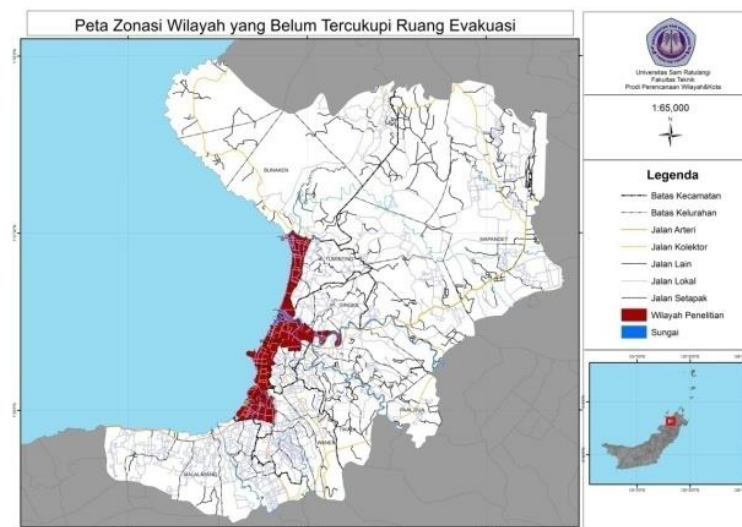 Peta Zonasi Wilayah yang Belum Tercukupi Ruang Evakuasi
Universitas Sam Ratulangi
Fakultas Teknik
Prodi Perencanaan Wilayah&Kota
1:65,000
N
Legenda
Batas Kecamatan
Batas Kelurahan
Jalan Arteri
Jalan Kolektor
Jalan Lain
Jalan Lokal
Jalan Setapak
Wilayah Penelitian
Sungai
BUNAKEN
MAPANGET
TUMINTING
SINGKIL
PAAL DUA
TIKALA
WANEA
MALALAYANG